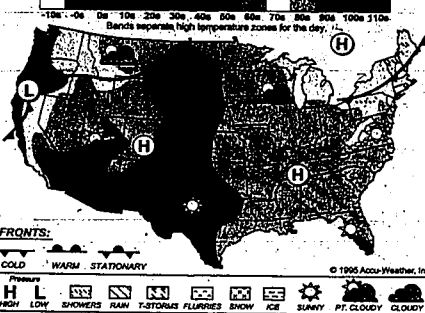 -10s -0s 0s 10s 20s 30s 40s 50s 60s 70s 80s 90s 100s 110s
Bands separate high temperature zones for the day.
H
L
H
H
FRONTS:
COLD WARM STATIONARY
© 1995 Accu-Weather, In
Pressure
H L
HIGH LOW SHOWERS RAIN T-STORMS FLURRIES SNOW ICE SUNNY PT. CLOUDY CLOUDY